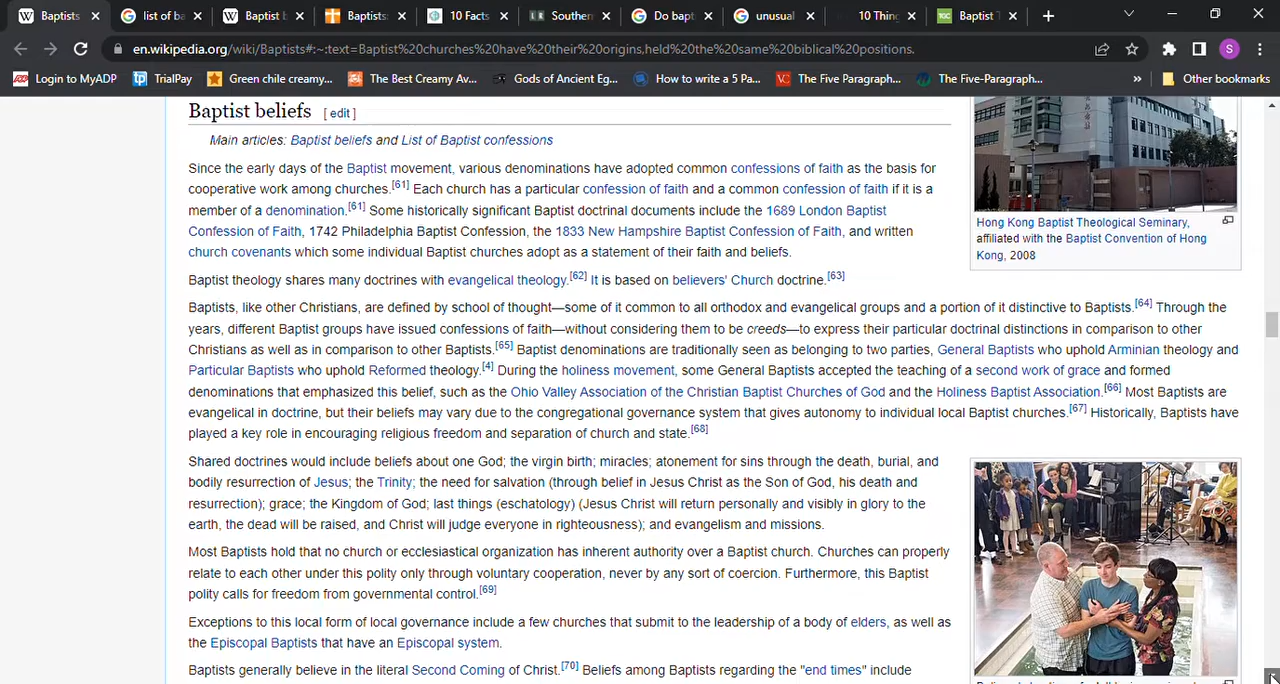 Baptists
list of ba
Baptist b
Baptists:
10 Facts
Southern
Do bapt
unusual
10 Thing
TGC Baptist T
en.wikipedia.org/wiki/Baptists#:~:text=Baptist%20churches%20have%20their%20origins,held%20the%20same%20biblical%20positions.
S
Login to MyADP
TrialPay
Green chile creamy...
The Best Creamy Av...
Gods of Ancient Eg...
How to write a 5 Pa...
The Five Paragraph...
The Five-Paragraph...
»
Other bookmarks
Baptist beliefs [ edit ]
Main articles: Baptist beliefs and List of Baptist confessions
Since the early days of the Baptist movement, various denominations have adopted common confessions of faith as the basis for
cooperative work among churches.[61] Each church has a particular confession of faith and a common confession of faith if it is a
member of a denomination.[61] Some historically significant Baptist doctrinal documents include the 1689 London Baptist
Confession of Faith, 1742 Philadelphia Baptist Confession, the 1833 New Hampshire Baptist Confession of Faith, and written
church covenants which some individual Baptist churches adopt as a statement of their faith and beliefs.
Baptist theology shares many doctrines with evangelical theology.[62] It is based on believers' Church doctrine.[63]
Hong Kong Baptist Theological Seminary,
affiliated with the Baptist Convention of Hong
Kong, 2008
Baptists, like other Christians, are defined by school of thought—some of it common to all orthodox and evangelical groups and a portion of it distinctive to Baptists.[64] Through the
years, different Baptist groups have issued confessions of faith—without considering them to be creeds—to express their particular doctrinal distinctions in comparison to other
Christians as well as in comparison to other Baptists.[65] Baptist denominations are traditionally seen as belonging to two parties, General Baptists who uphold Arminian theology and
Particular Baptists who uphold Reformed theology.[4] During the holiness movement, some General Baptists accepted the teaching of a second work of grace and formed
denominations that emphasized this belief, such as the Ohio Valley Association of the Christian Baptist Churches of God and the Holiness Baptist Association.[66] Most Baptists are
evangelical in doctrine, but their beliefs may vary due to the congregational governance system that gives autonomy to individual local Baptist churches.[67] Historically, Baptists have
played a key role in encouraging religious freedom and separation of church and state.[68]
Shared doctrines would include beliefs about one God; the virgin birth; miracles; atonement for sins through the death, burial, and
bodily resurrection of Jesus; the Trinity; the need for salvation (through belief in Jesus Christ as the Son of God, his death and
resurrection); grace; the Kingdom of God; last things (eschatology) (Jesus Christ will return personally and visibly in glory to the
earth, the dead will be raised, and Christ will judge everyone in righteousness); and evangelism and missions.
Most Baptists hold that no church or ecclesiastical organization has inherent authority over a Baptist church. Churches can properly
relate to each other under this polity only through voluntary cooperation, never by any sort of coercion. Furthermore, this Baptist
polity calls for freedom from governmental control.[69]
Exceptions to this local form of local governance include a few churches that submit to the leadership of a body of elders, as well as
the Episcopal Baptists that have an Episcopal system.
Baptists generally believe in the literal Second Coming of Christ.[70] Beliefs among Baptists regarding the "end times" include